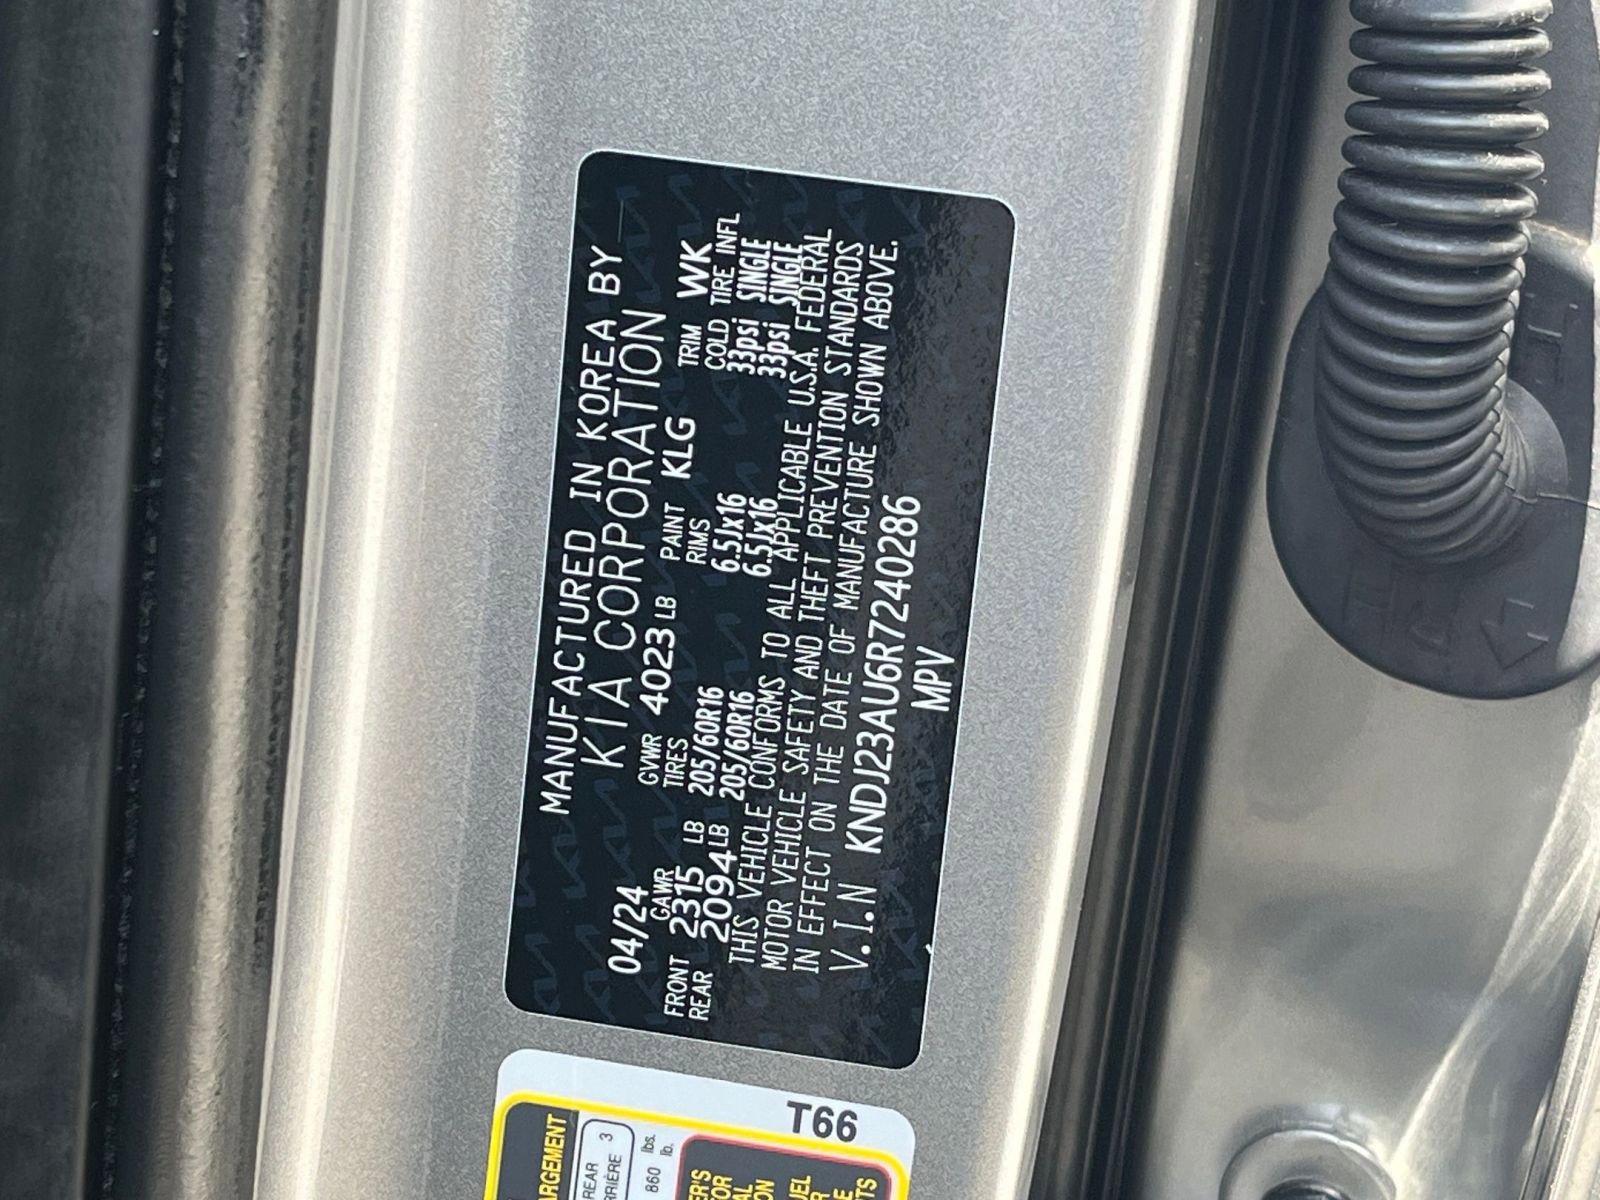 MANUFACTURED IN KOREA BY
KIA CORPORATION
04/24 GVWR 4023 LB PAINT KLG TRIM WK
GAWR TIRES RIMS COLD TIRE INFL
FRONT 2315 LB 205/60R16 6.5Jx16 33psi SINGLE
REAR 2094LB 205/60R16 6.5Jx16 33psi SINGLE
THIS VEHICLE CONFORMS TO ALL APPLICABLE U.S.A. FEDERAL
MOTOR VEHICLE SAFETY AND THEFT PREVENTION STANDARDS
IN EFFECT ON THE DATE OF MANUFACTURE SHOWN ABOVE.
V.I.N KNDJ23AU6R7240286
MPV
T66
REAR
3
860 lbs.
lb.